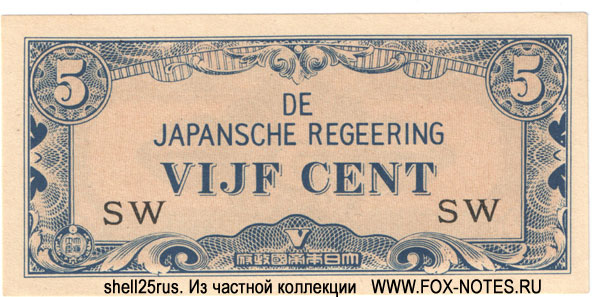 5 5
DE
JAPANSCHE REGEERING
VIJF CENT
SW SW
V
府政國帝本日大
shell25rus. Из частной коллекции WWW.FOX-NOTES.RU